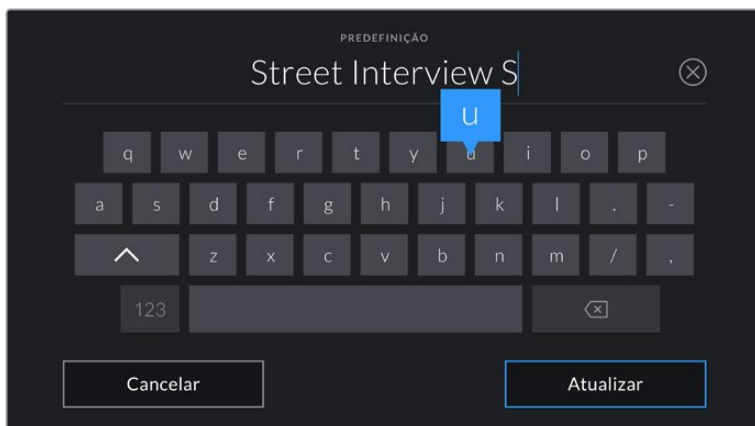 PREDEFINIÇÃO
Street Interview S
u
q w e r t y u i o p
a s d f g h j k l . -
z x c v b n m / ,
123
Cancelar Atualizar